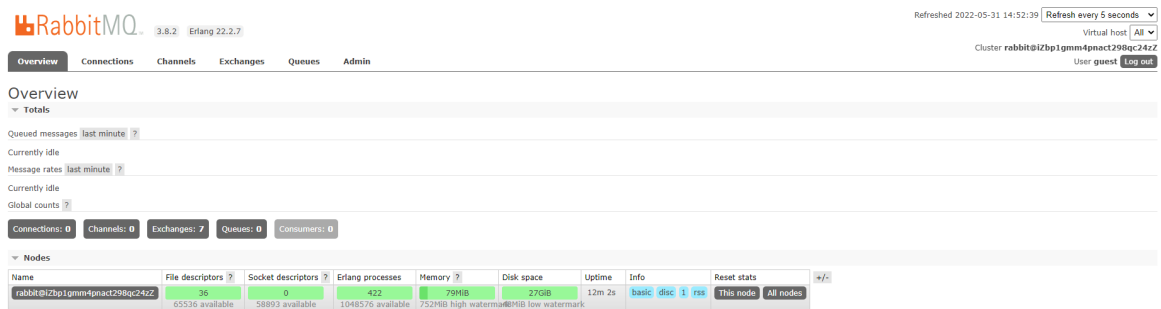 Refreshed 2022-05-31 14:52:39 Refresh every 5 seconds
RabbitMQ TM 3.8.2 Erlang 22.2.7
Virtual host All
Cluster rabbit@iZbp1gmm4pnact298qc24zZ
User guest Log out
Overview Connections Channels Exchanges Queues Admin
Overview
Totals
Queued messages last minute ?
Currently idle
Message rates last minute ?
Currently idle
Global counts ?
Connections: 0 Channels: 0 Exchanges: 7 Queues: 0 Consumers: 0
Nodes
Name File descriptors ? Socket descriptors ? Erlang processes Memory ? Disk space Uptime Info Reset stats +/-
rabbit@iZbp1gmm4pnact298qc24zZ 36 0 422 79MiB 27GiB 12m 2s basic disc 1 rss This node All nodes
65536 available 58893 available 1048576 available 752MiB high watermark 48MiB low watermark